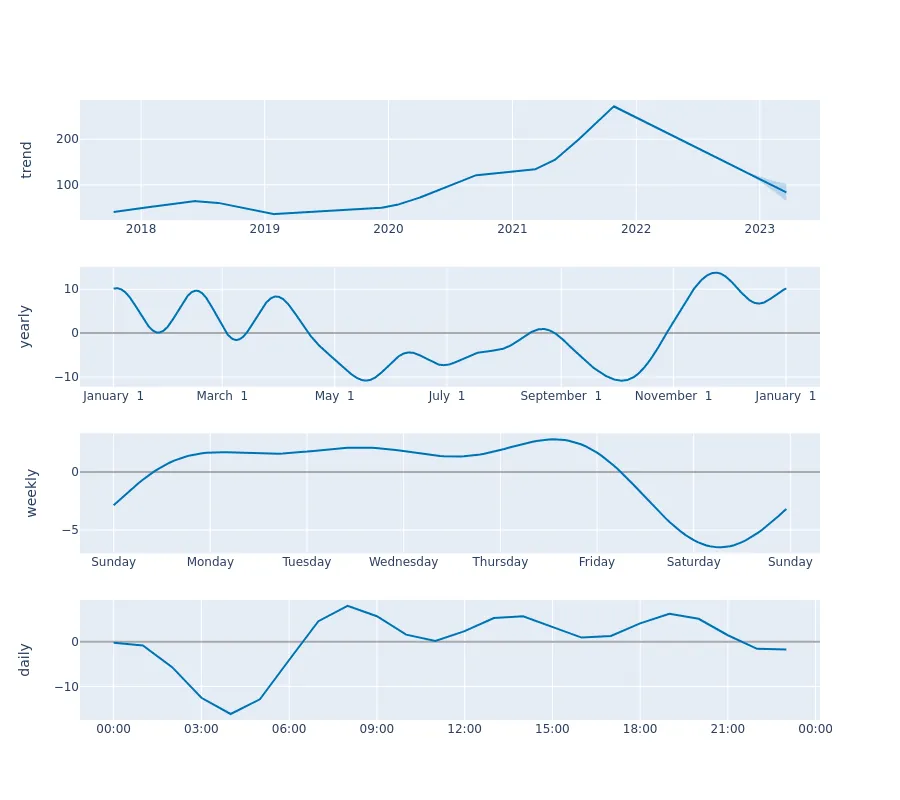 trend
200
100
2018 2019 2020 2021 2022 2023
yearly
10
0
−10
January 1 March 1 May 1 July 1 September 1 November 1 January 1
weekly
0
−5
Sunday Monday Tuesday Wednesday Thursday Friday Saturday Sunday
daily
0
−10
00:00 03:00 06:00 09:00 12:00 15:00 18:00 21:00 00:00